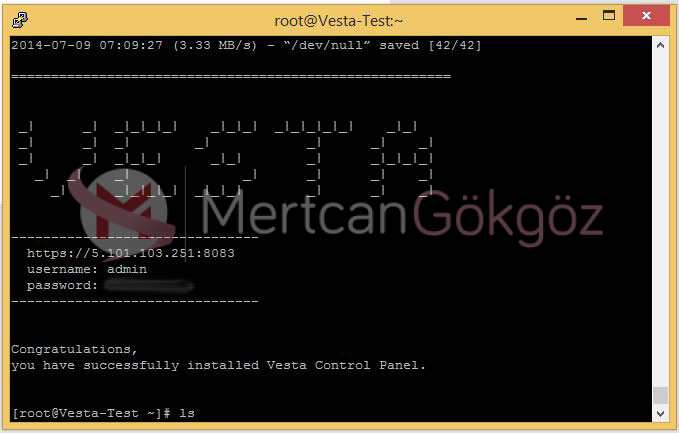 root@Vesta-Test:~
2014-07-09 07:09:27 (3.33 MB/s) - “/dev/null” saved [42/42]
========================================================
VESTA
MertcanGökgöz
-------------------------------
https://5.101.103.251:8083
username: admin
password:
-------------------------------
Congratulations,
you have successfully installed Vesta Control Panel.
[root@Vesta-Test ~]# ls